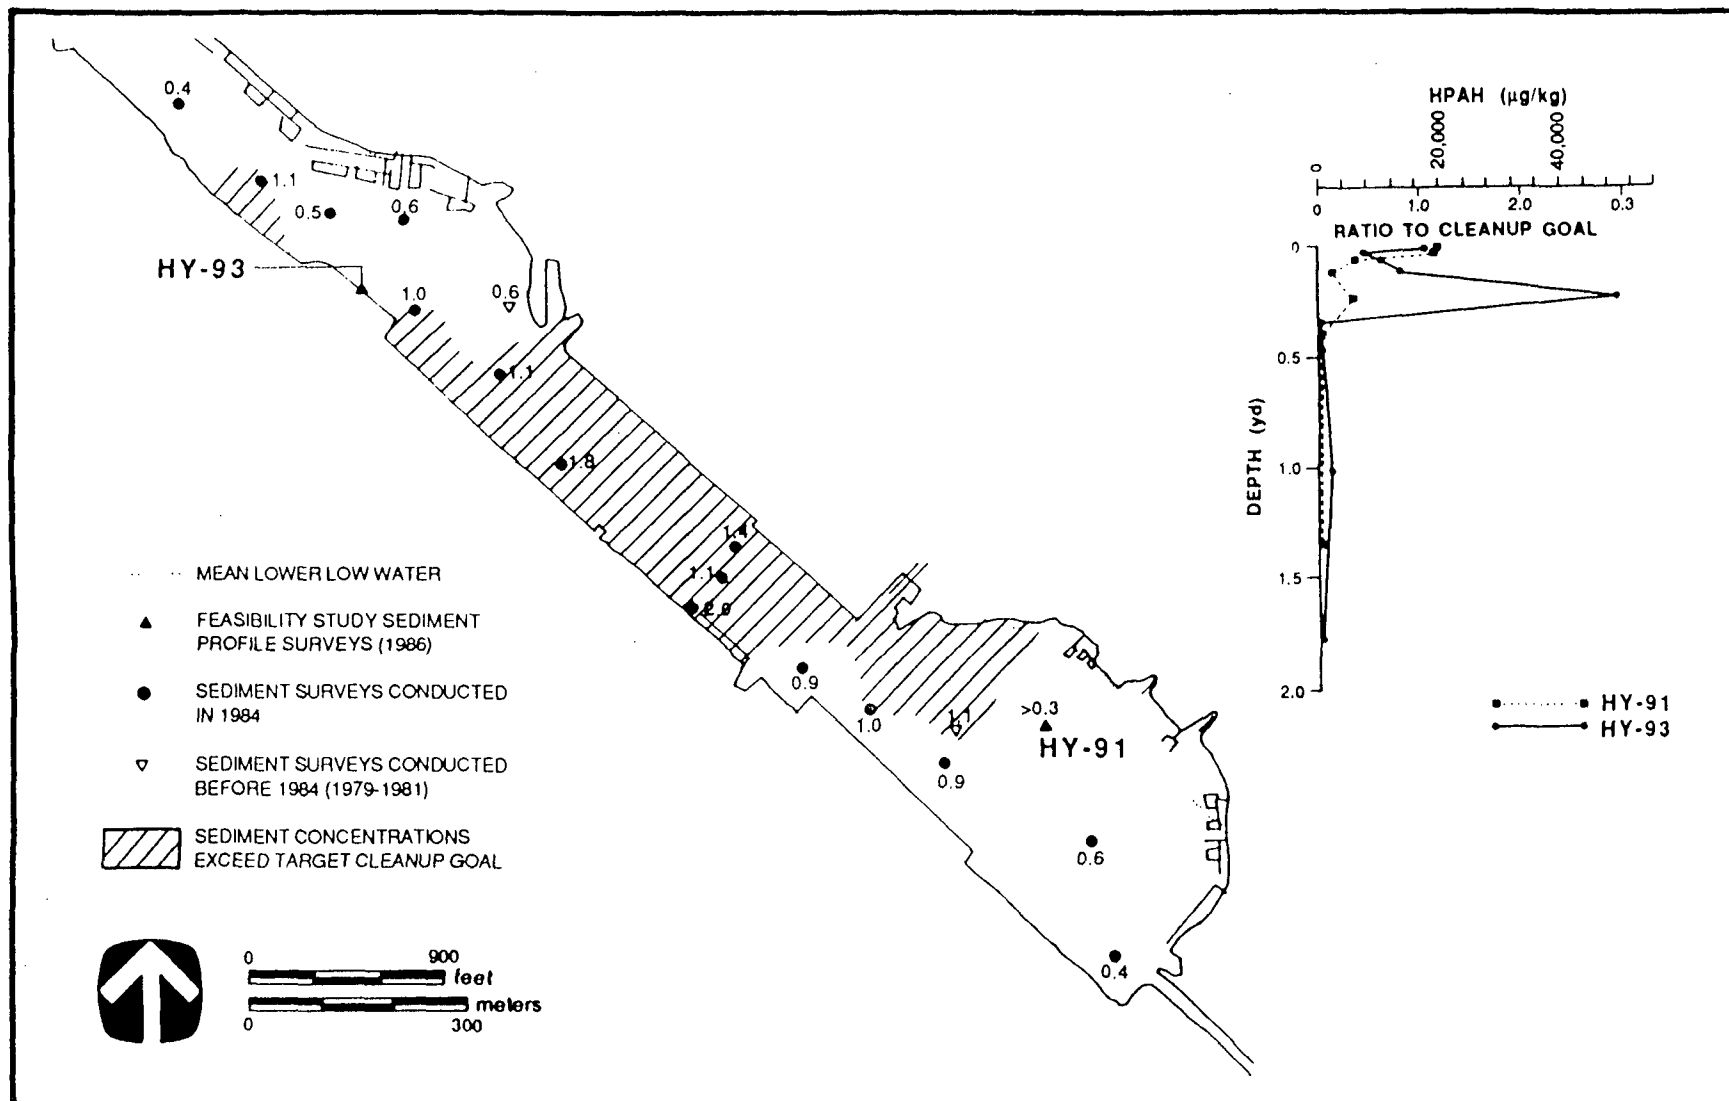 0.4
1.1
0.5
0.6
HY-93
1.0
0.6
1.1
1.8
1.4
1.1
2.9
0.9
1.0
1.1
>0.3
HY-91
0.9
0.6
0.4
MEAN LOWER LOW WATER
FEASIBILITY STUDY SEDIMENT
PROFILE SURVEYS (1986)
SEDIMENT SURVEYS CONDUCTED
IN 1984
SEDIMENT SURVEYS CONDUCTED
BEFORE 1984 (1979-1981)
SEDIMENT CONCENTRATIONS
EXCEED TARGET CLEANUP GOAL
0 900
feet
meters
0 300
HPAH (µg/kg)
0 20,000 40,000
0 1.0 2.0 0.3
RATIO TO CLEANUP GOAL
DEPTH (yd)
0
0.5
1.0
1.5
2.0
HY-91
HY-93